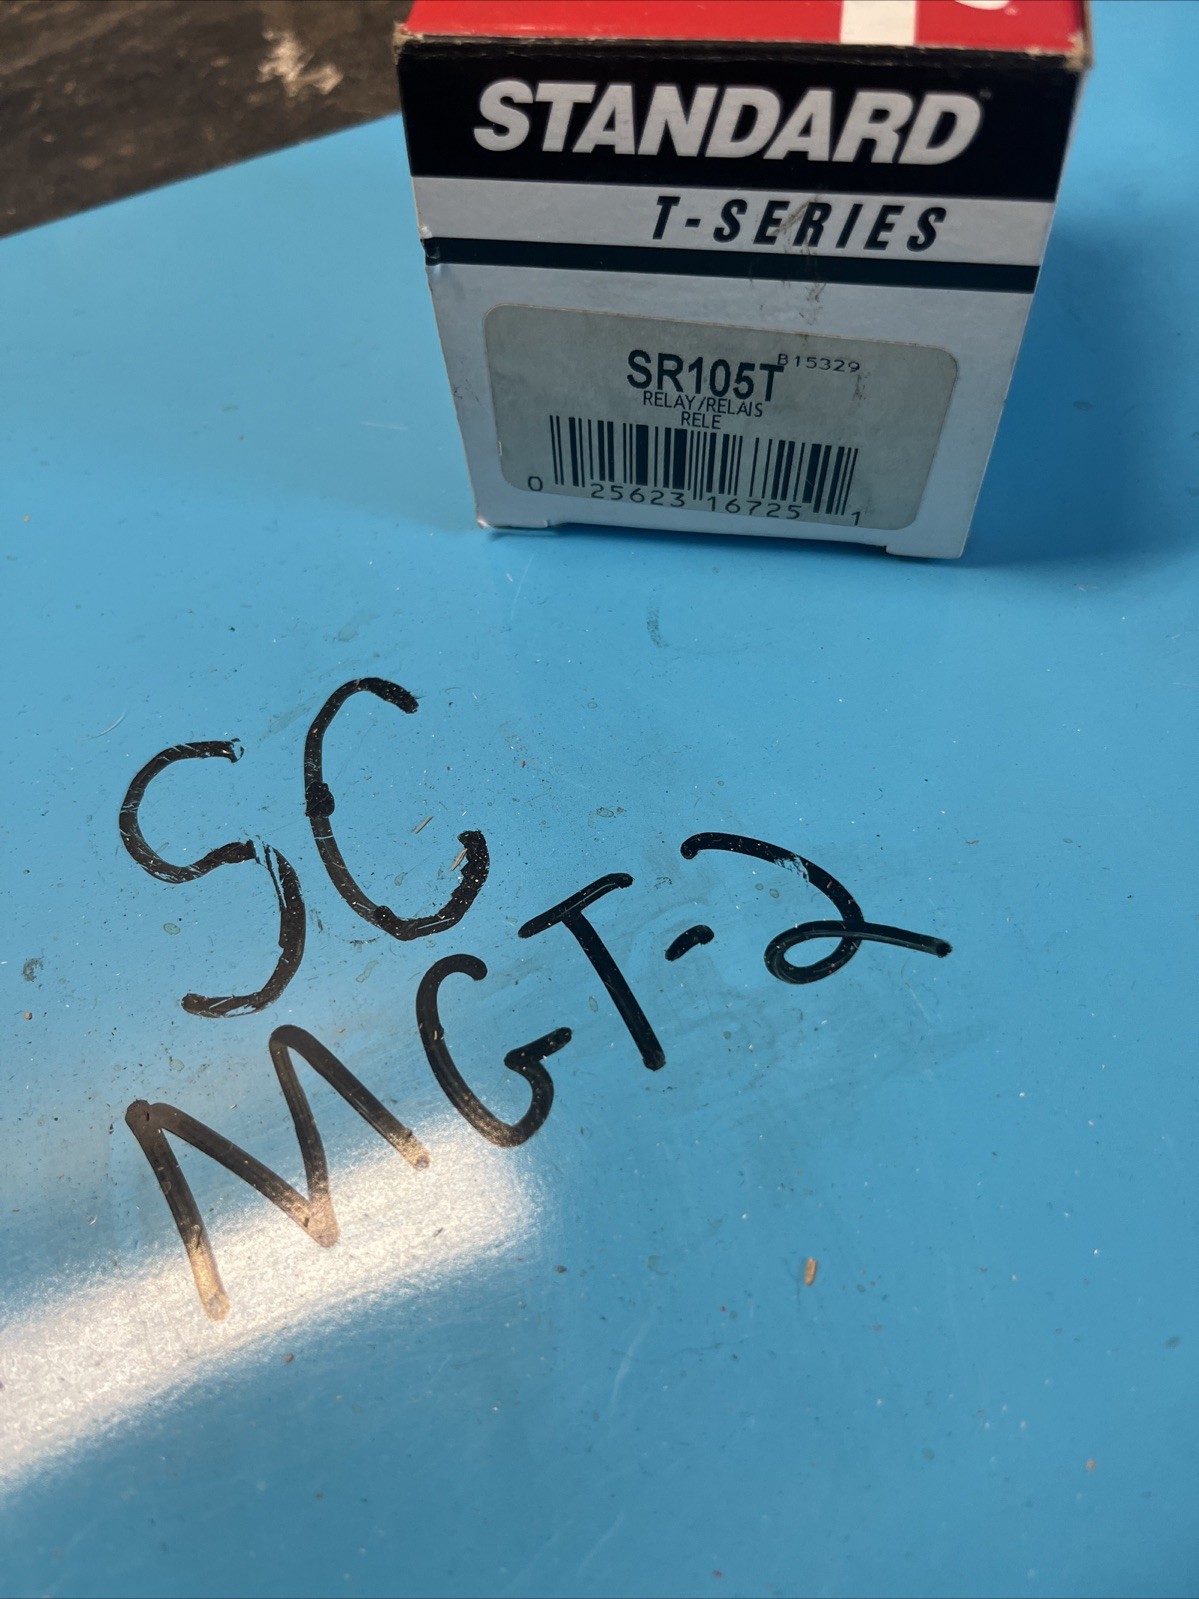 STANDARD
T-SERIES
B15329
SR105T
RELAY/RELAIS
RELE
0 25623 16725 1
SC
MGT-2